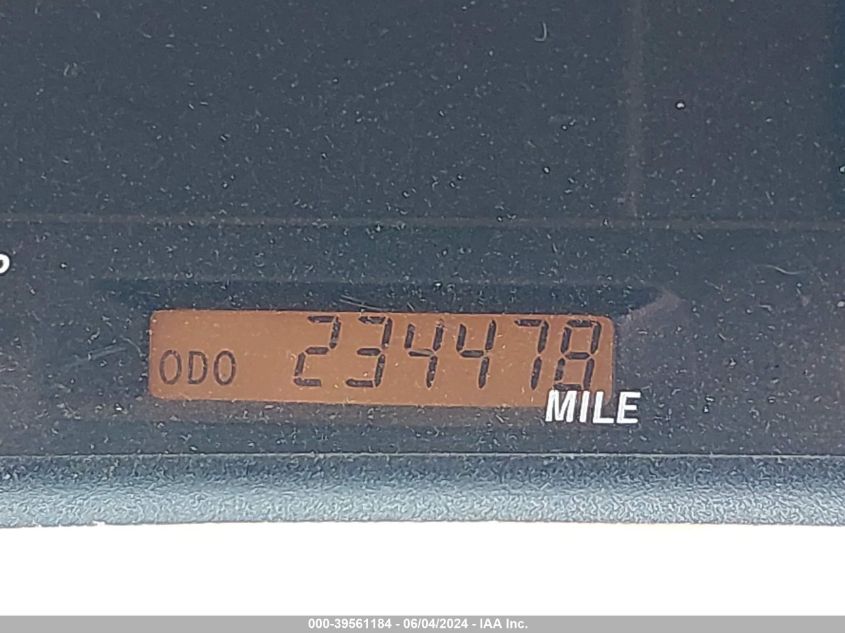 ODO 234478
MILE
000-39561184 - 06/04/2024 - IAA Inc.